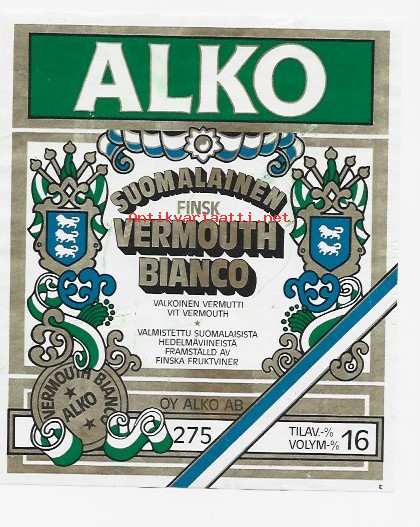 ALKO
SUOMALAINEN
FINSK
antikvariaatti.net
VERMOUTH
BIANCO
VALKOINEN VERMUTTI
VIT VERMOUTH
VALMISTETTU SUOMALAISISTA
HEDELMÄVIINEISTÄ
FRAMSTÄLLD AV
FINSKA FRUKTVINER
VERMOUTH BIANCO
ALKO
OY ALKO AB
275
TILAV.-%
VOLYM-% 16